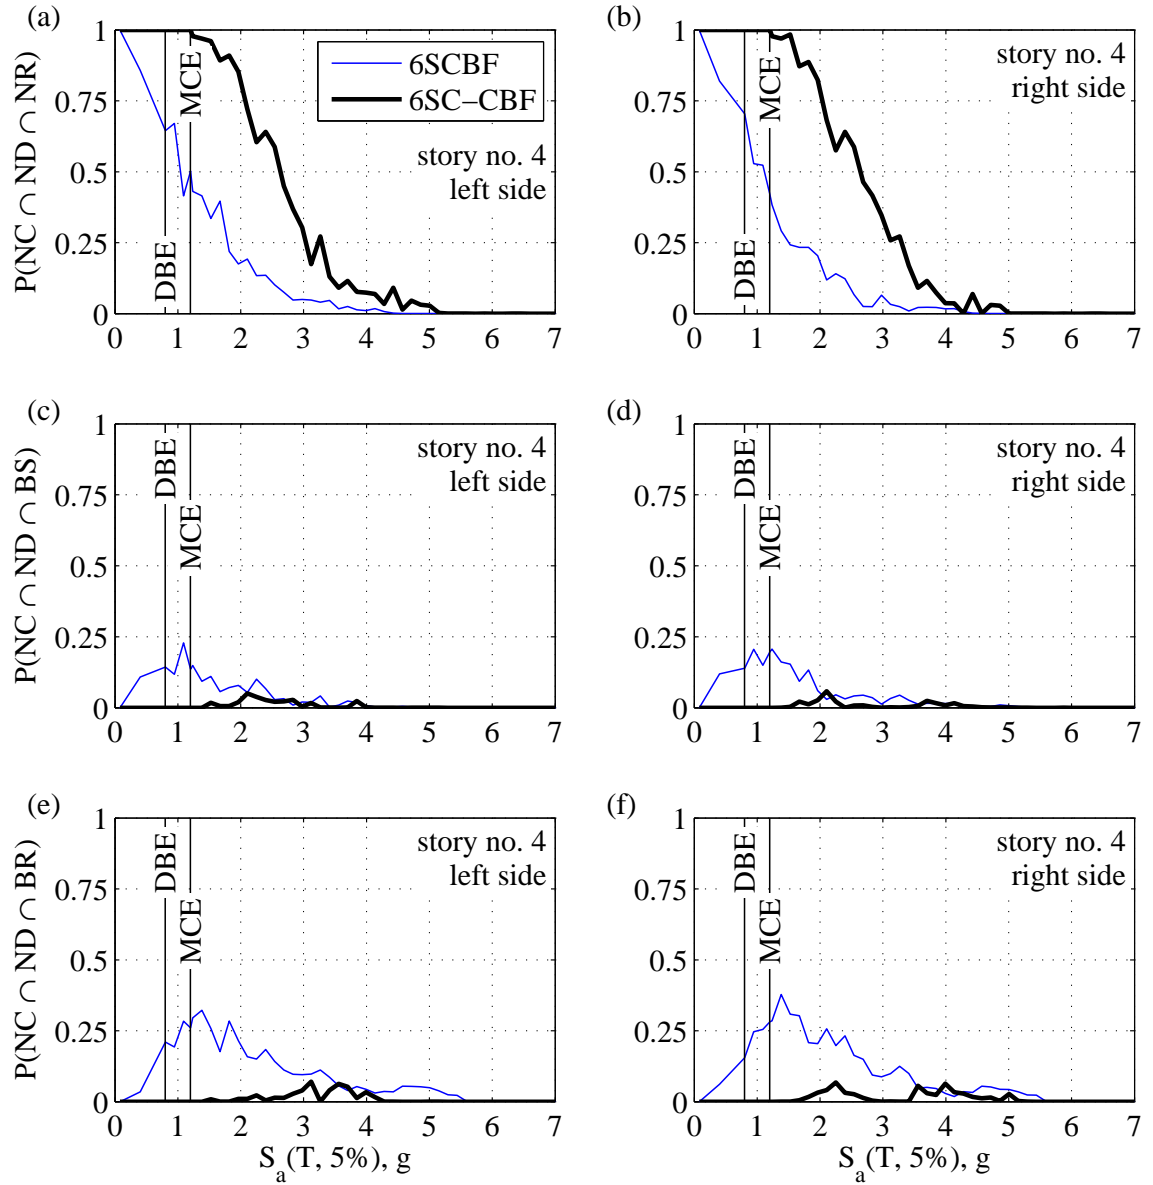 (a)
P(NC ∩ ND ∩ NR)
1
0.75
0.5
0.25
0
0 1 2 3 4 5 6 7
DBE
MCE
6SCBF
6SC−CBF
story no. 4
left side
(b)
1
0.75
0.5
0.25
0
0 1 2 3 4 5 6 7
DBE
MCE
story no. 4
right side
(c)
P(NC ∩ ND ∩ BS)
1
0.75
0.5
0.25
0
0 1 2 3 4 5 6 7
DBE
MCE
story no. 4
left side
(d)
1
0.75
0.5
0.25
0
0 1 2 3 4 5 6 7
DBE
MCE
story no. 4
right side
(e)
P(NC ∩ ND ∩ BR)
1
0.75
0.5
0.25
0
0 1 2 3 4 5 6 7
DBE
MCE
story no. 4
left side
S_a(T, 5%), g
(f)
1
0.75
0.5
0.25
0
0 1 2 3 4 5 6 7
DBE
MCE
story no. 4
right side
S_a(T, 5%), g